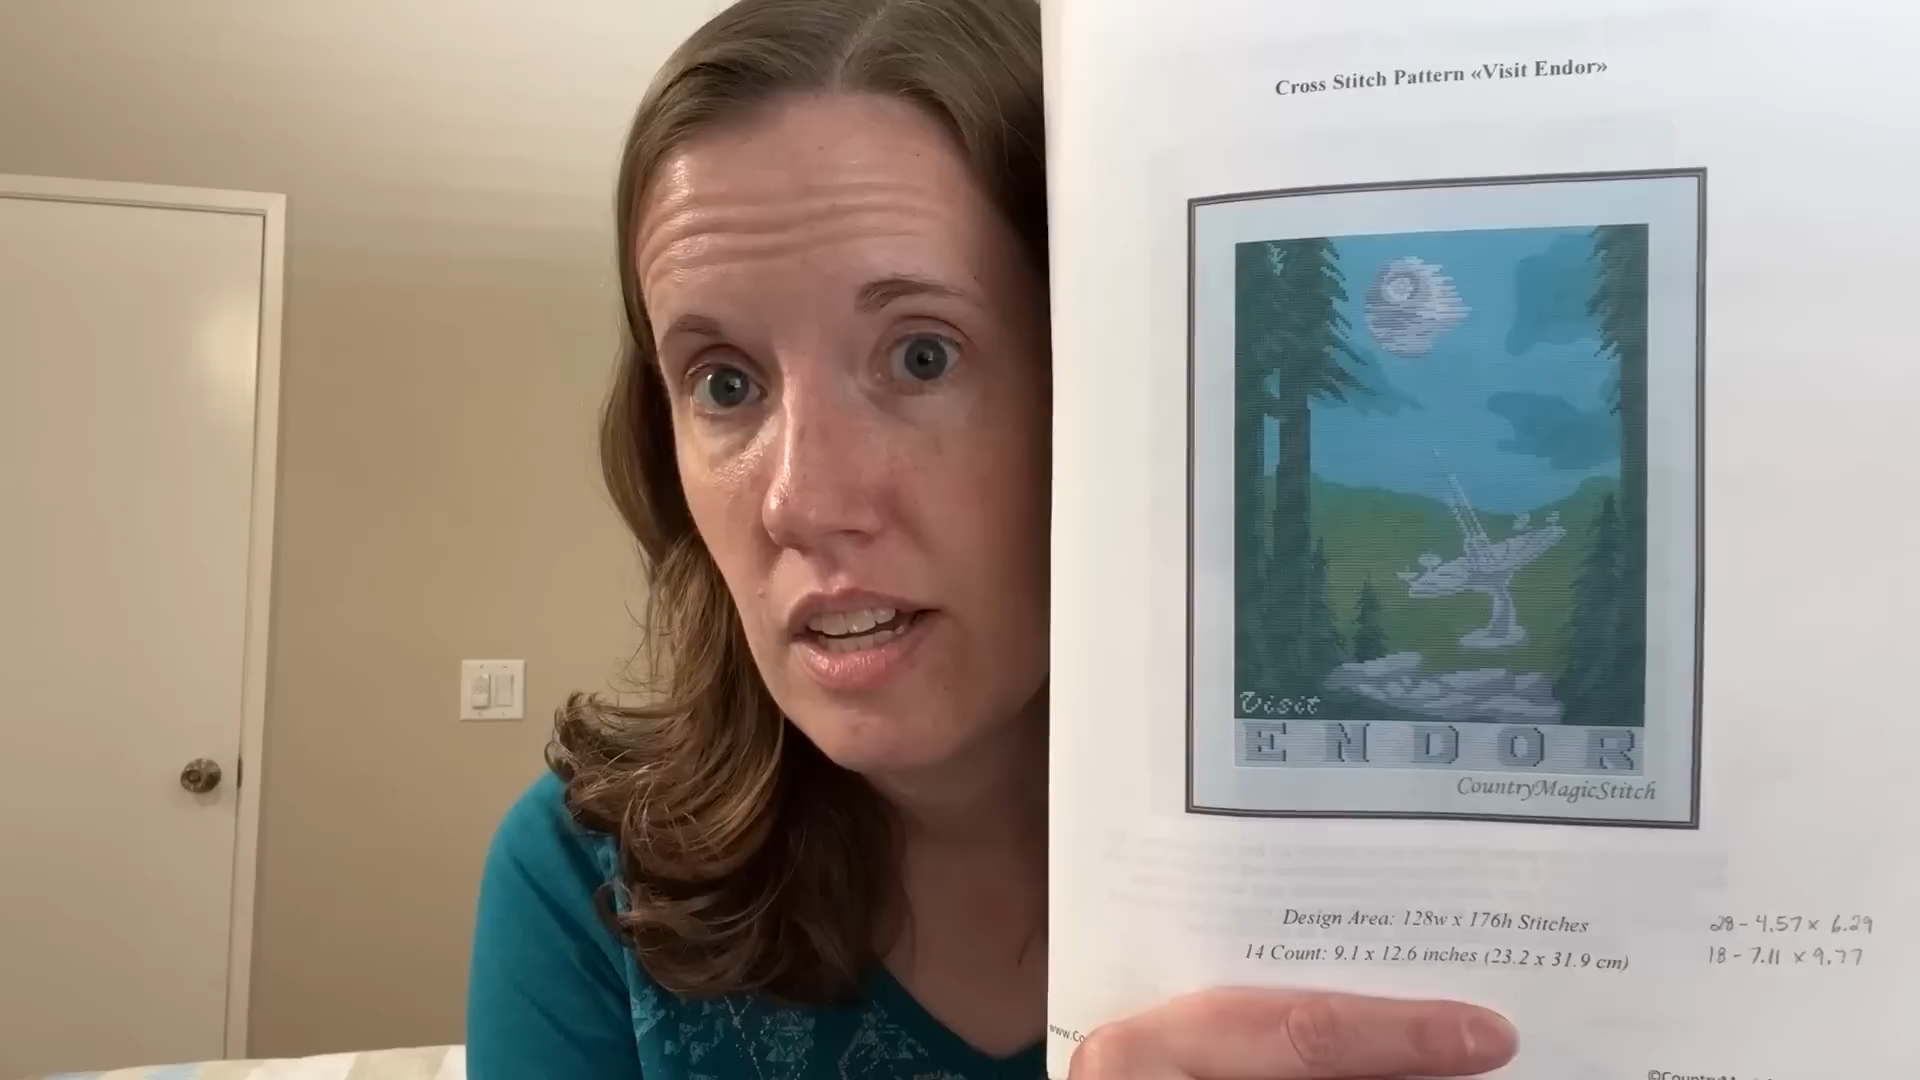 Cross Stitch Pattern «Visit Endor»
Visit
ENDOR
CountryMagicStitch
Design Area: 128w x 176h Stitches
14 Count: 9.1 x 12.6 inches (23.2 x 31.9 cm)
28 - 4.57 x 6.29
18 - 7.11 x 9.77